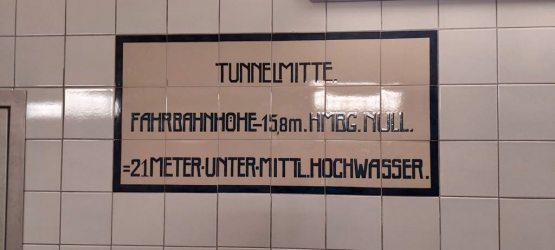 TUNNELMITTE.
FAHRBAHNHÖHE-15,8m.HMBG.NULL.
=21METER·UNTER·MITTL.HOCHWASSER.